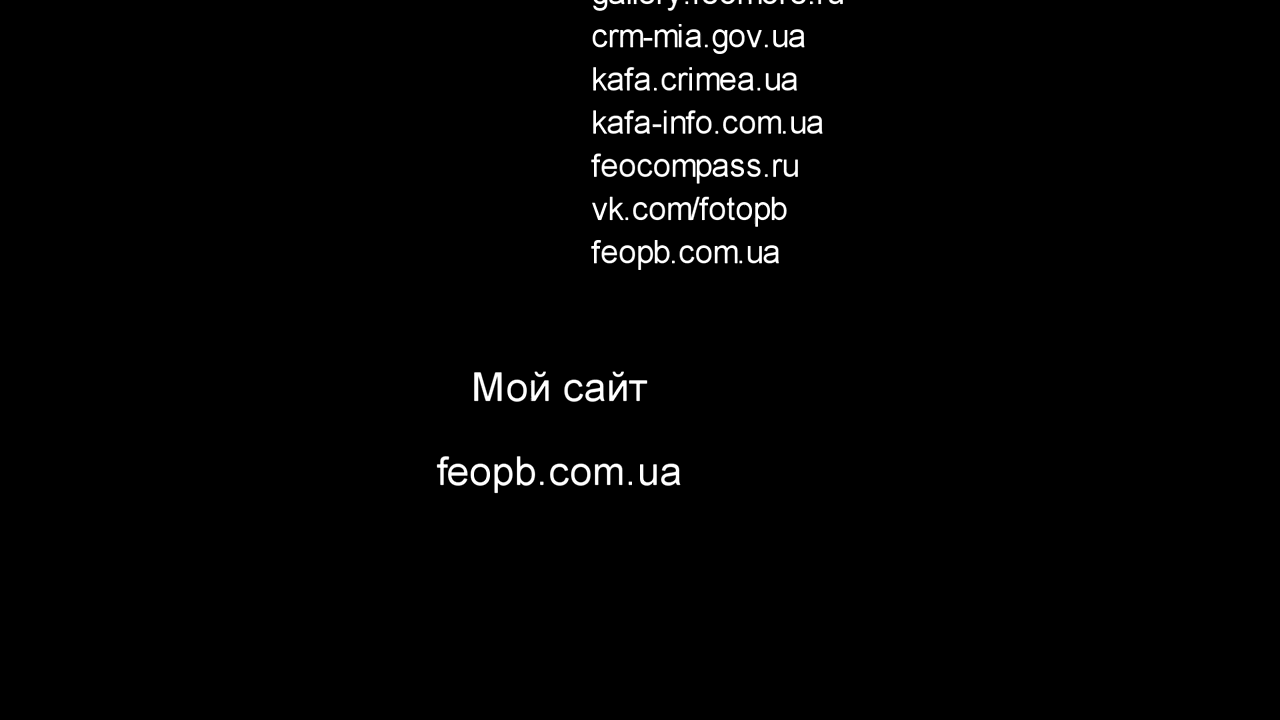 crm-mia.gov.ua
kafa.crimea.ua
kafa-info.com.ua
feocompass.ru
vk.com/fotopb
feopb.com.ua
Мой сайт
feopb.com.ua